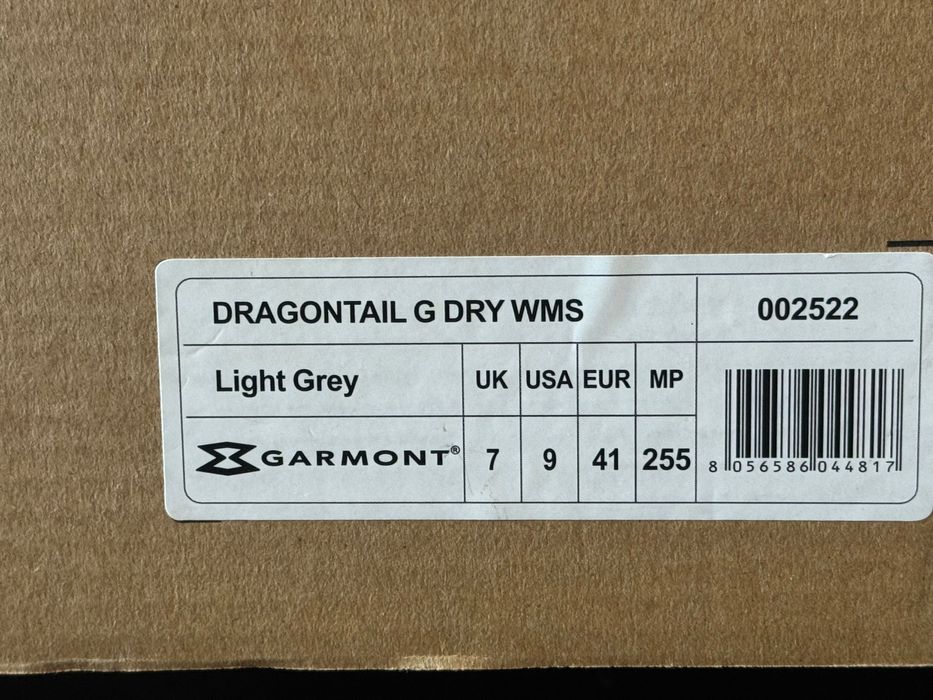 DRAGONTAIL G DRY WMS
002522
Light Grey
UK USA EUR MP
GARMONT®
7 9 41 255
8 056586 044817